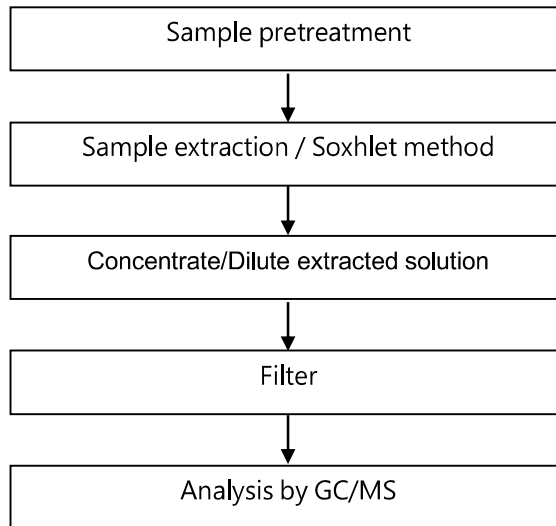 Sample pretreatment
Sample extraction / Soxhlet method
Concentrate/Dilute extracted solution
Filter
Analysis by GC/MS